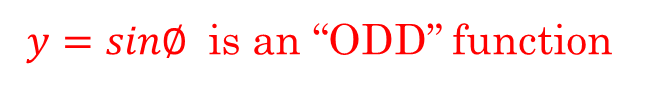 y = sin∅ is an “ODD” function